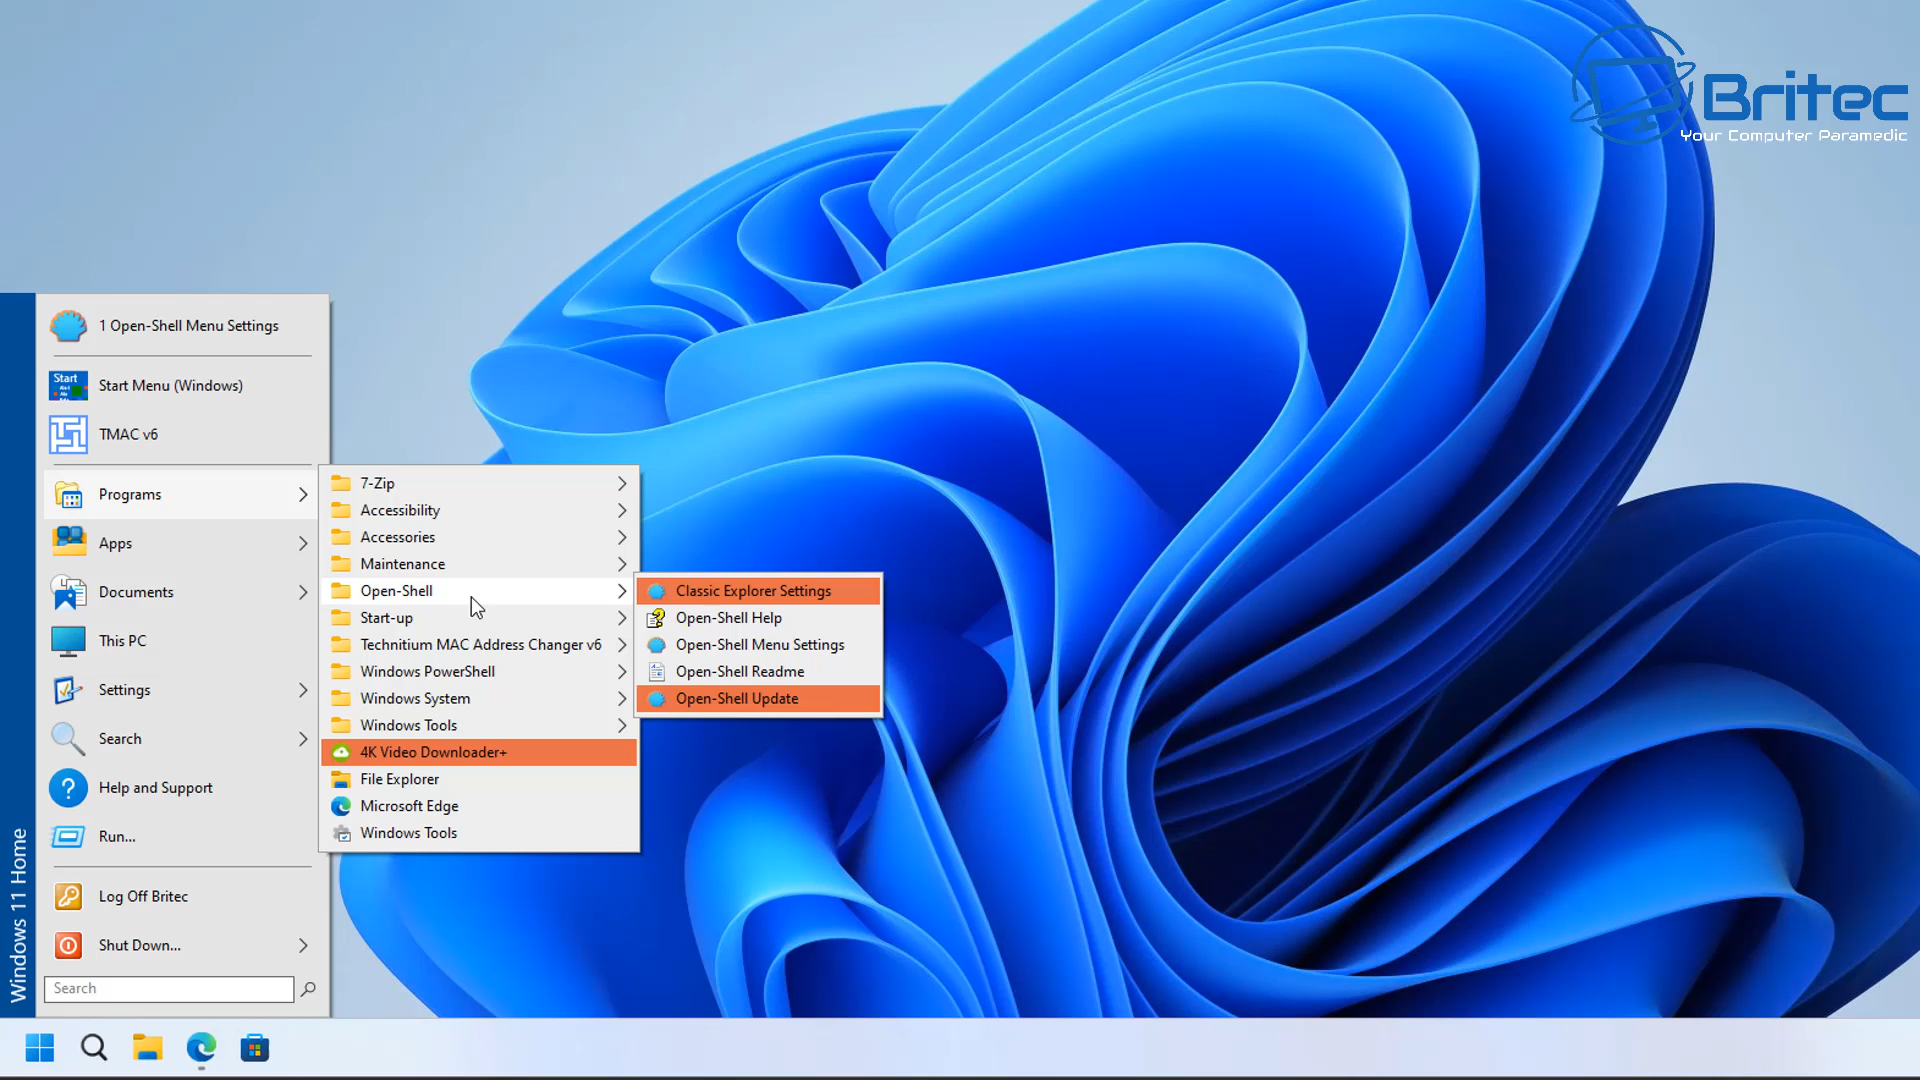 Britec
Your Computer Paramedic
1 Open-Shell Menu Settings
Start
Start Menu (Windows)
TMAC v6
Programs
Apps
Documents
This PC
Settings
Search
Help and Support
Run...
Log Off Britec
Shut Down...
Search
Windows 11 Home
7-Zip
Accessibility
Accessories
Maintenance
Open-Shell
Start-up
Technitium MAC Address Changer v6
Windows PowerShell
Windows System
Windows Tools
4K Video Downloader+
File Explorer
Microsoft Edge
Windows Tools
Classic Explorer Settings
Open-Shell Help
Open-Shell Menu Settings
Open-Shell Readme
Open-Shell Update